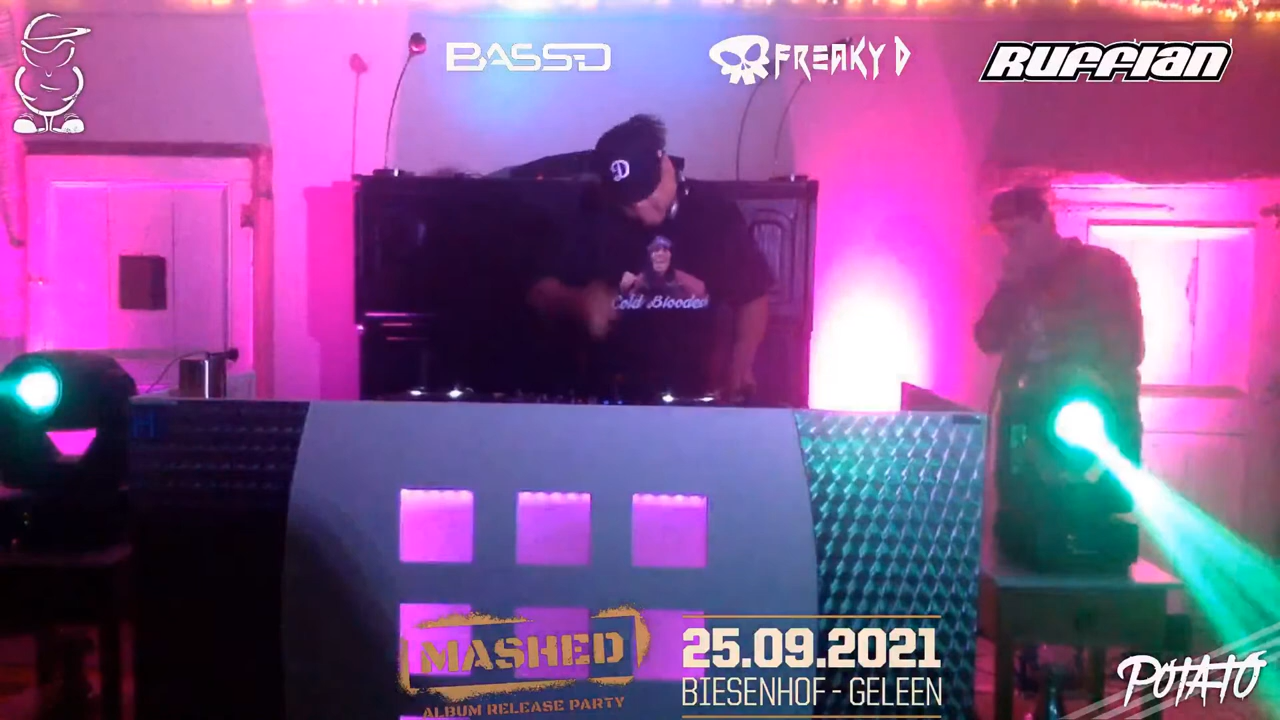 BASS-D
FREAKY D
RUFFIAN
D
Cold Blooded
MASHED
ALBUM RELEASE PARTY
25.09.2021
BIESENHOF - GELEEN
POTATO